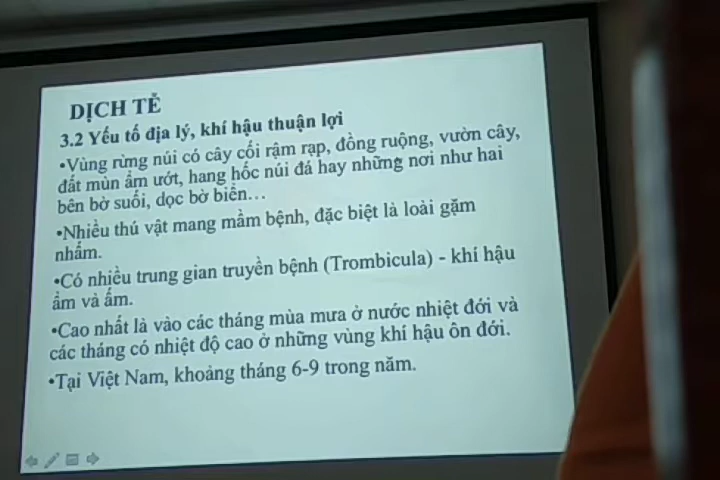 DỊCH TỄ
3.2 Yếu tố địa lý, khí hậu thuận lợi
•Vùng rừng núi có cây cối rậm rạp, đồng ruộng, vườn cây,
đất mùn ẩm ướt, hang hốc núi đá hay những nơi như hai
bên bờ suối, dọc bờ biển…
•Nhiều thú vật mang mầm bệnh, đặc biệt là loài gặm
nhấm.
•Có nhiều trung gian truyền bệnh (Trombicula) - khí hậu
ẩm và ấm.
•Cao nhất là vào các tháng mùa mưa ở nước nhiệt đới và
các tháng có nhiệt độ cao ở những vùng khí hậu ôn đới.
•Tại Việt Nam, khoảng tháng 6-9 trong năm.